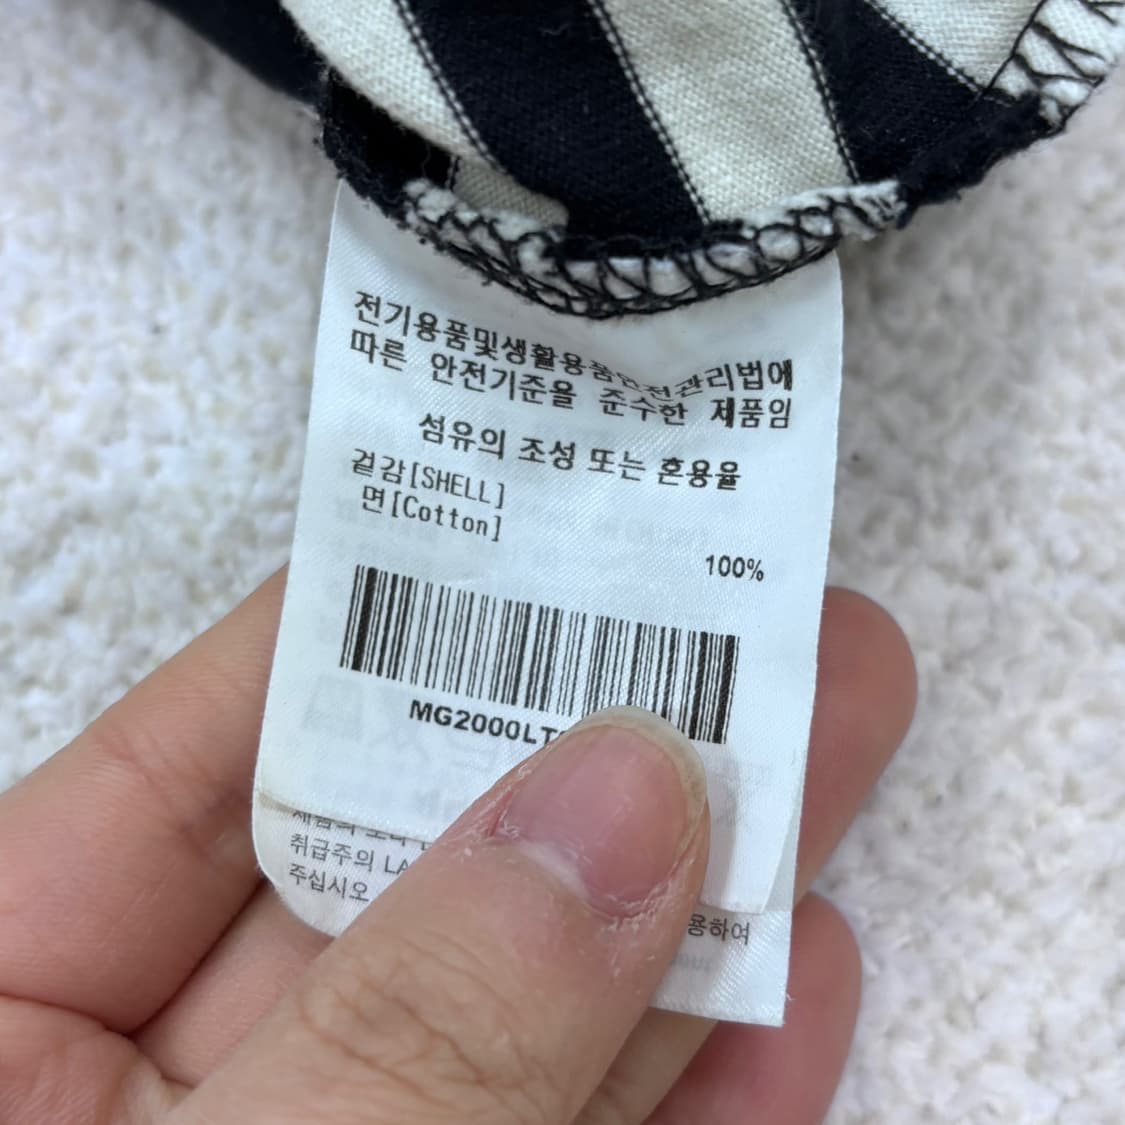 전기용품및생활용품안전관리법에
따른 안전기준을 준수한 제품임
섬유의 조성 또는 혼용율
겉감[SHELL]
면[Cotton]
100%
MG2000LT
취급주의 LA
주십시오
용하여